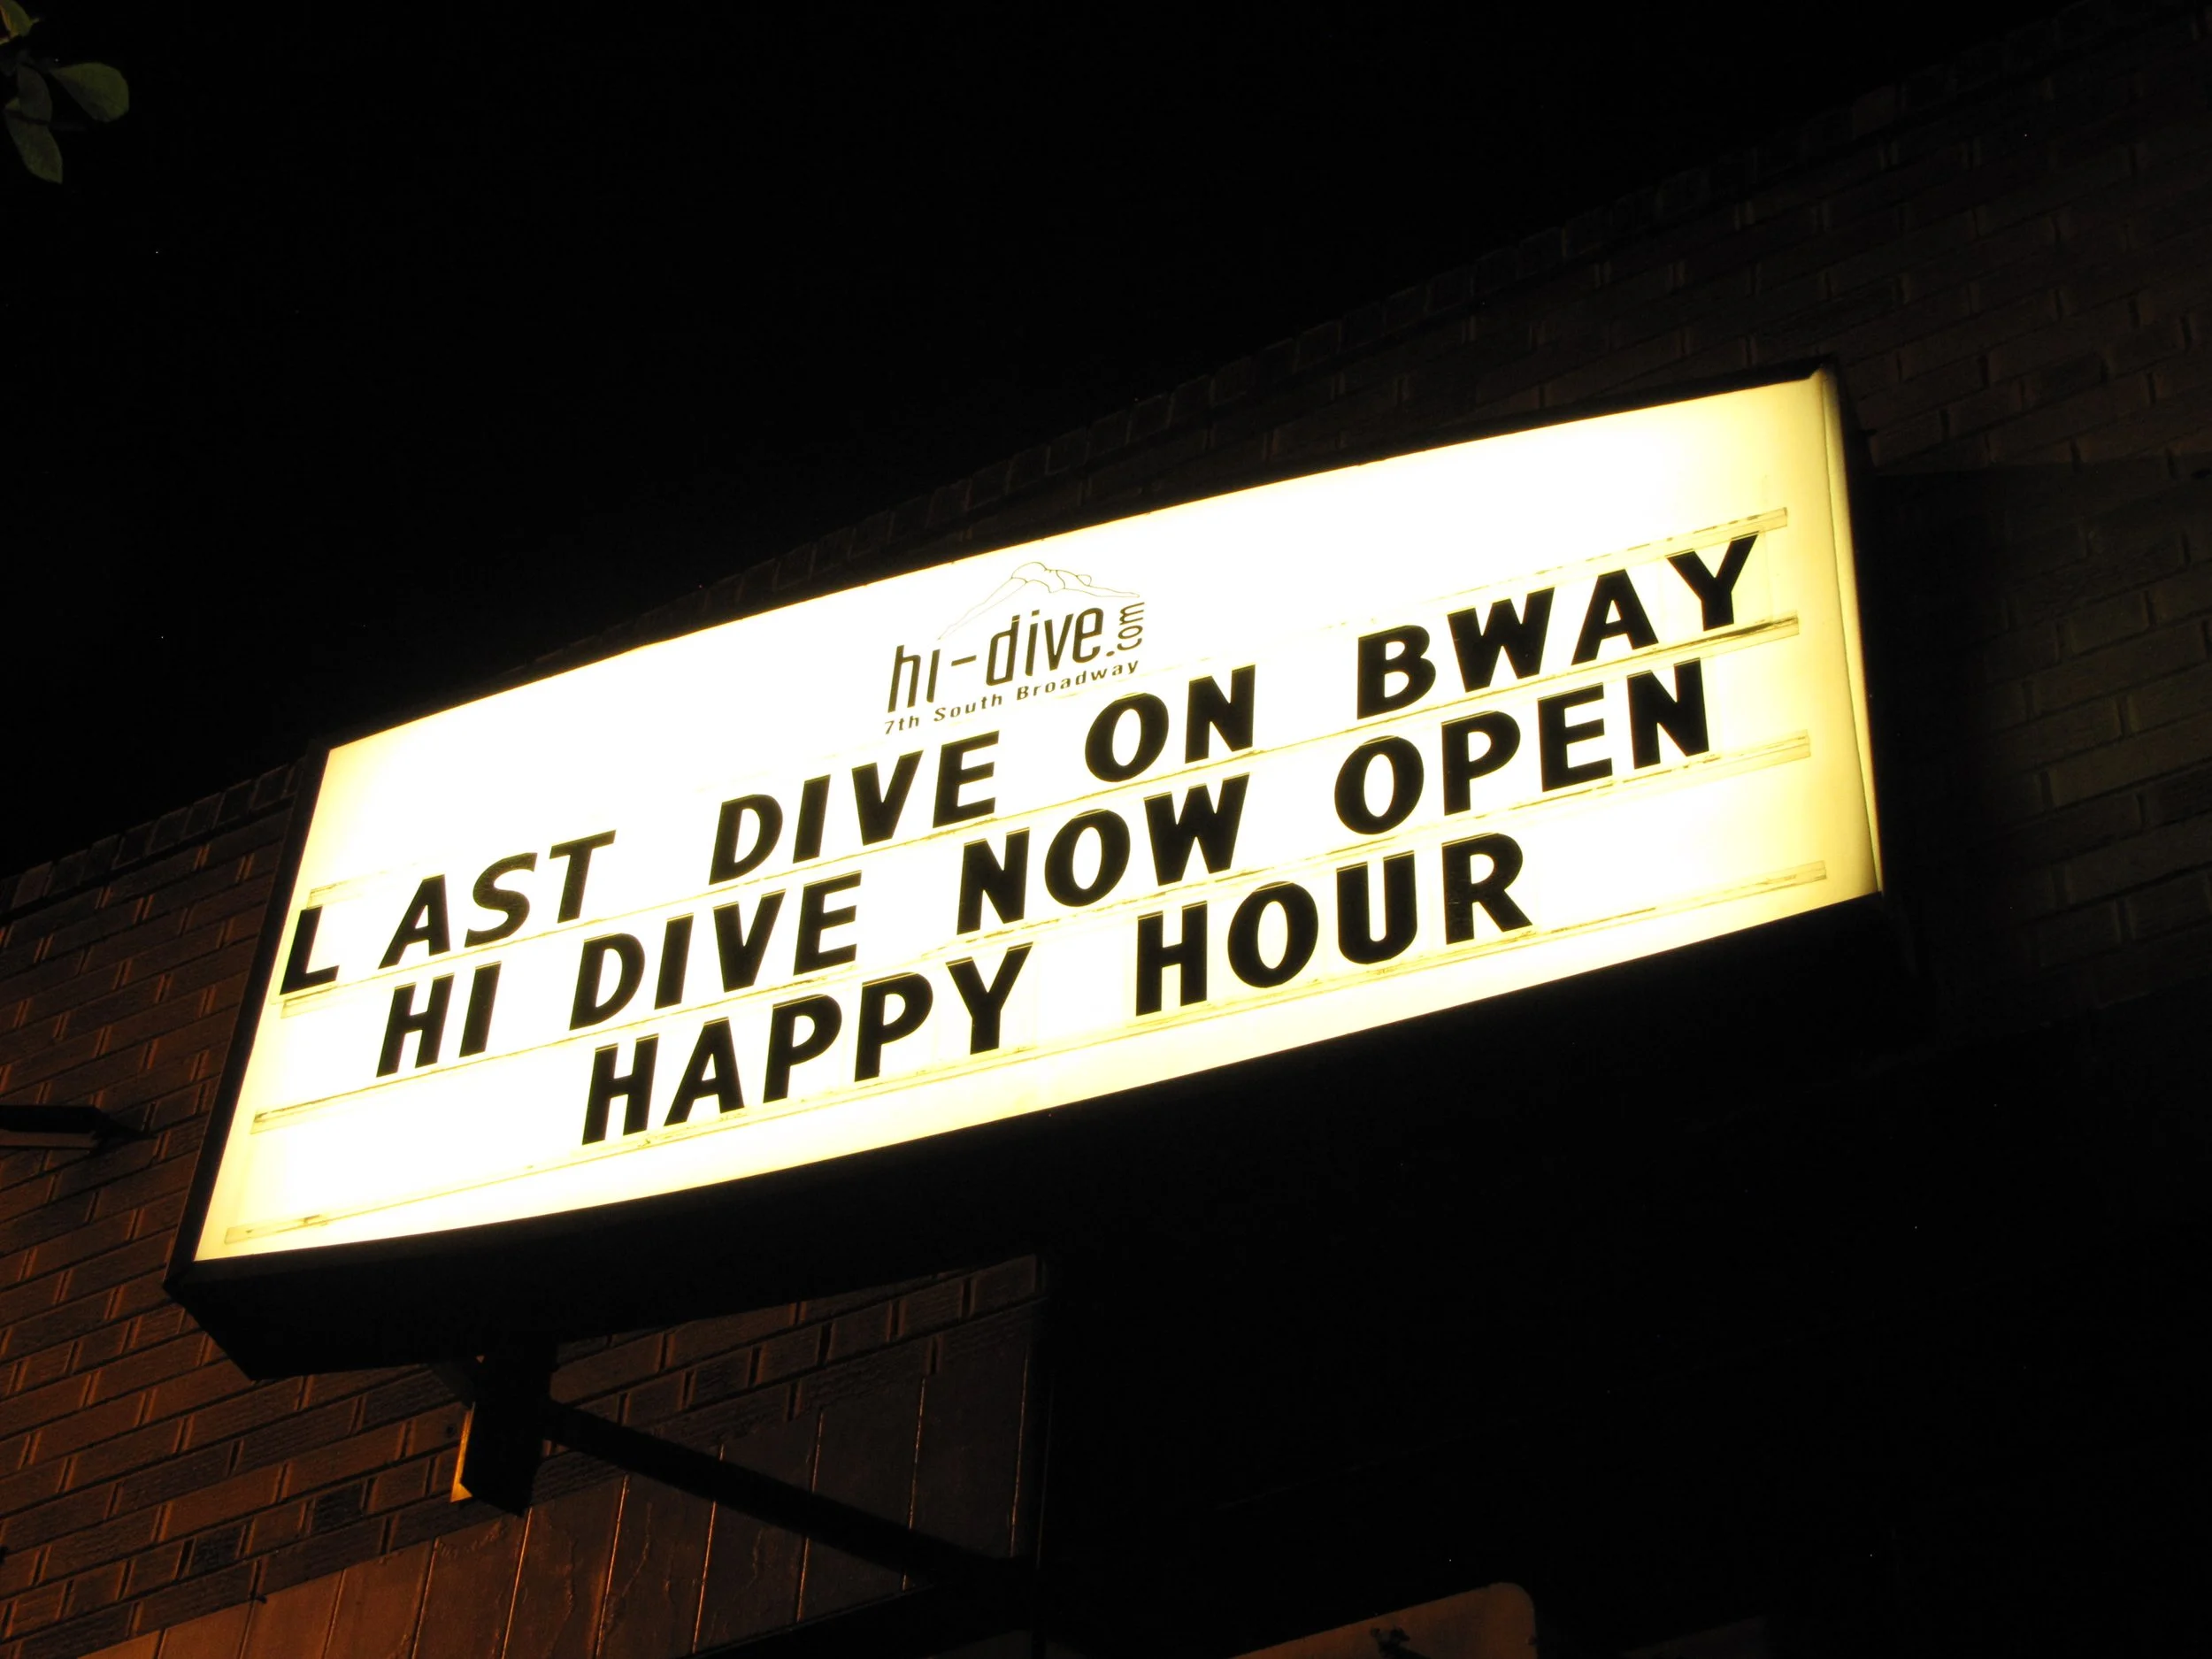 hi-dive.com
7th South Broadway
LAST DIVE ON BWAY
HI DIVE NOW OPEN
HAPPY HOUR